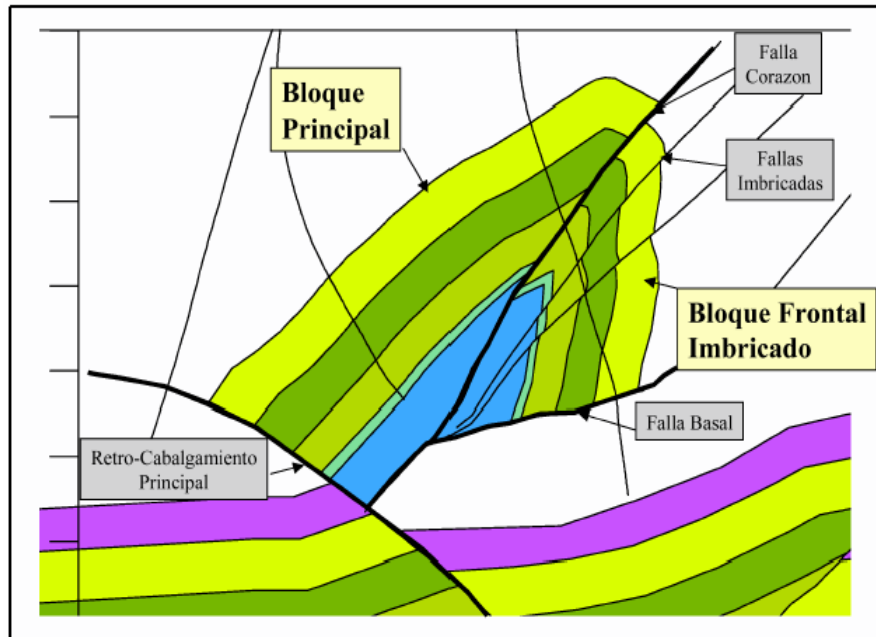 Falla
Corazon
Bloque
Principal
Fallas
Imbricadas
Bloque Frontal
Imbricado
Falla Basal
Retro-Cabalgamiento
Principal